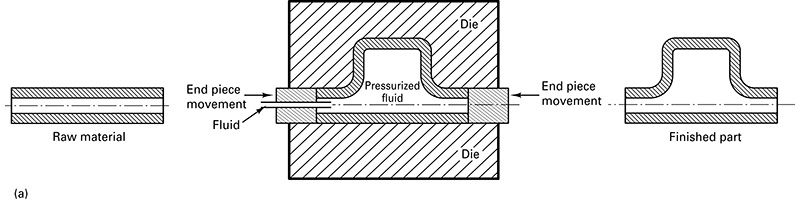 Die
End piece
movement
Pressurized
fluid
End piece
movement
Fluid
Raw material
Finished part
Die
(a)